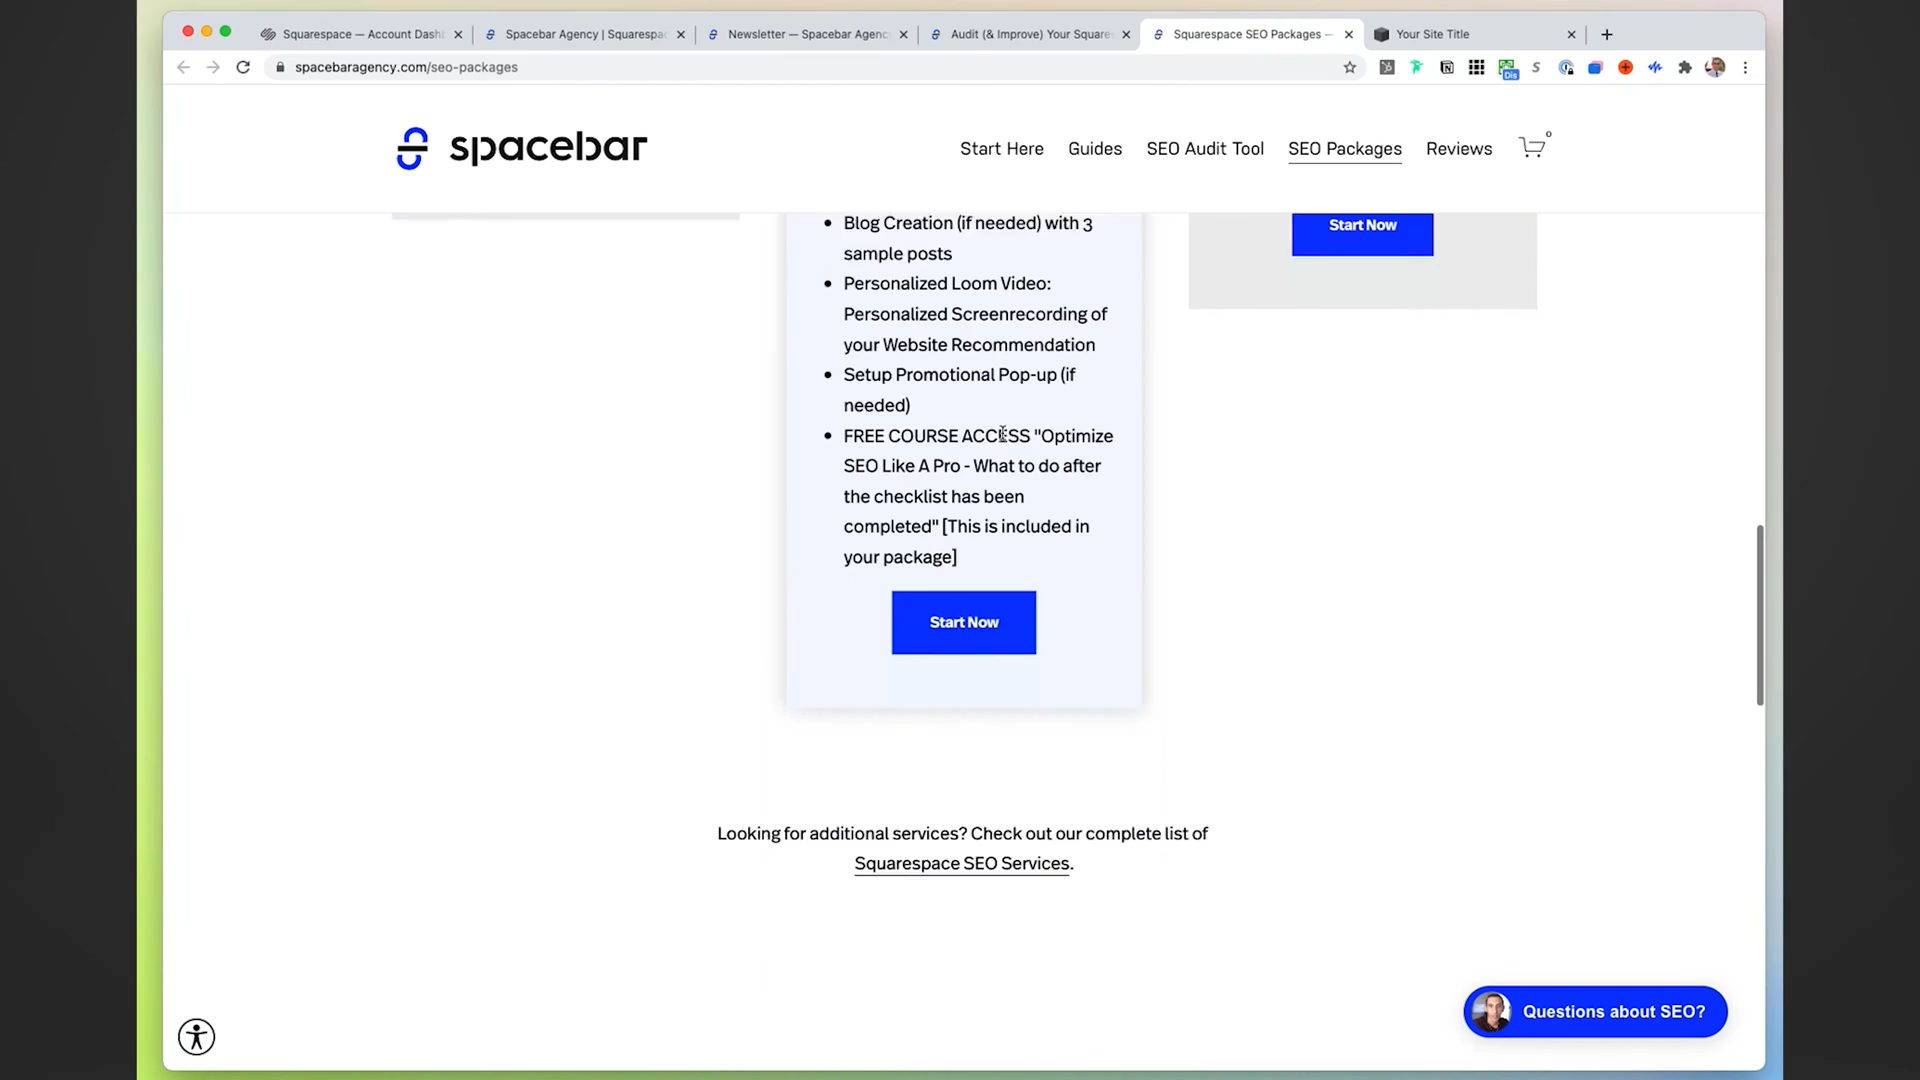 Squarespace — Account Dash
Spacebar Agency | Squarespac
Newsletter — Spacebar Agenc
Audit (& Improve) Your Square
Squarespace SEO Packages —
Your Site Title
spacebaragency.com/seo-packages
Dis
spacebar
Start Here
Guides
SEO Audit Tool
SEO Packages
Reviews
0
Blog Creation (if needed) with 3
sample posts
Personalized Loom Video:
Personalized Screenrecording of
your Website Recommendation
Setup Promotional Pop-up (if
needed)
FREE COURSE ACCESS "Optimize
SEO Like A Pro - What to do after
the checklist has been
completed" [This is included in
your package]
Start Now
Start Now
Looking for additional services? Check out our complete list of
Squarespace SEO Services.
Questions about SEO?